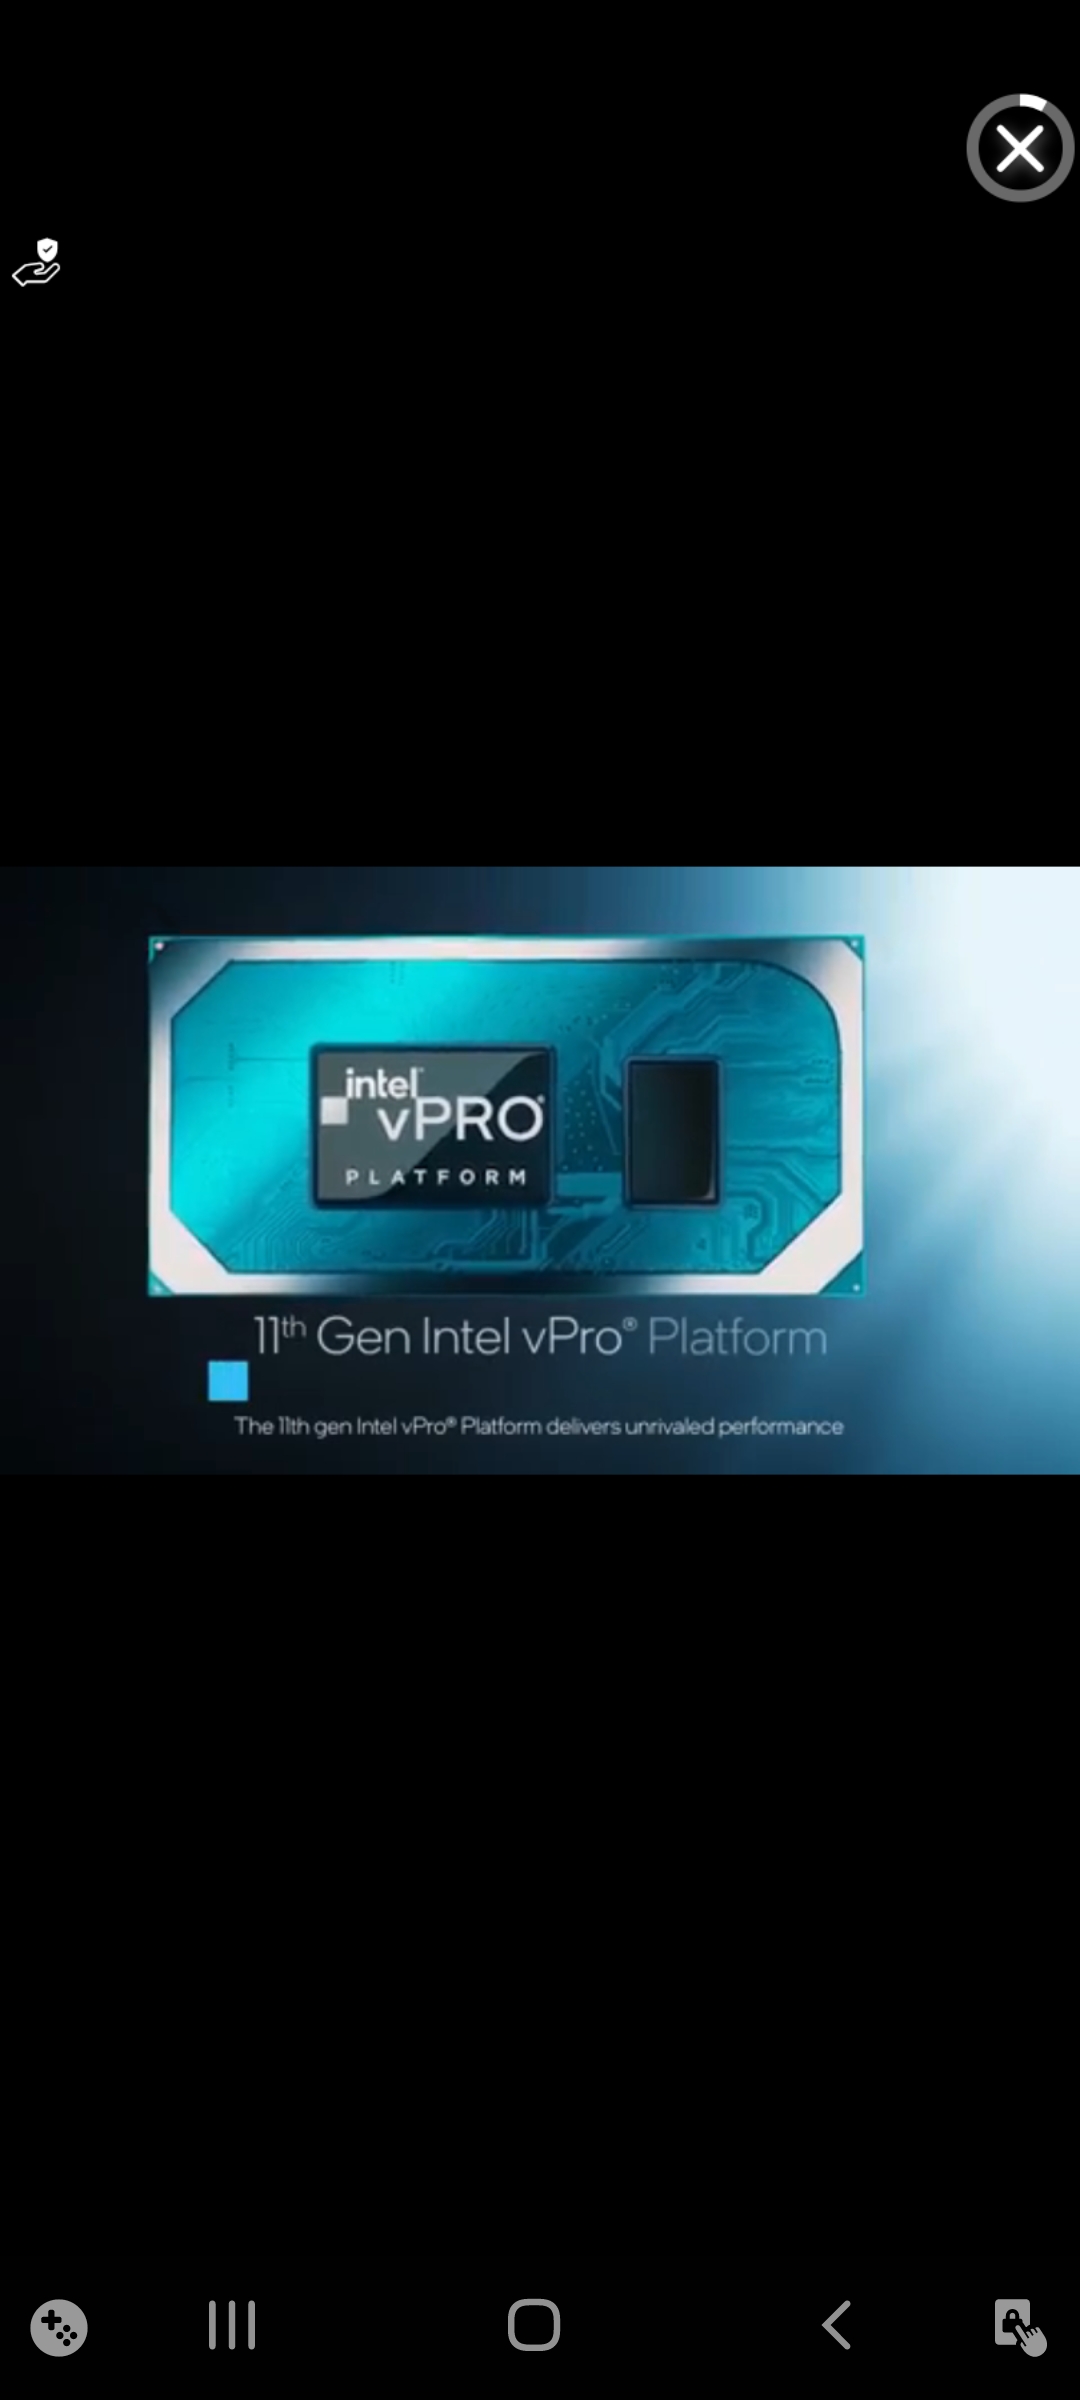 intel
vPRO®
PLATFORM
11th Gen Intel vPro® Platform
The 11th gen Intel vPro® Platform delivers unrivaled performance